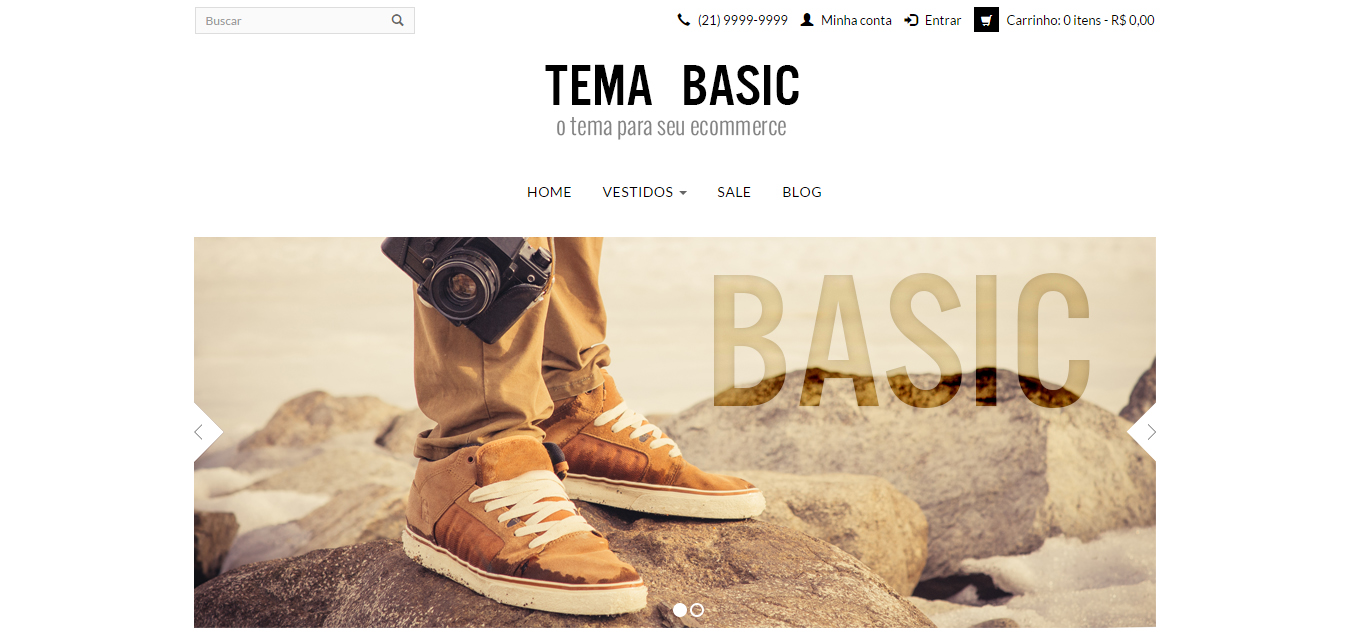 Buscar
(21) 9999-9999 Minha conta Entrar Carrinho: 0 itens - R$ 0,00
TEMA BASIC
o tema para seu ecommerce
HOME VESTIDOS SALE BLOG
BASIC